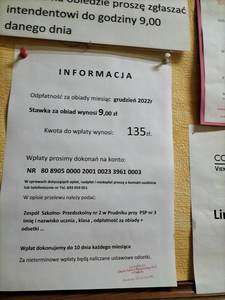 obiedzie proszę zgłaszać
intendentowi do godziny 9,00
danego dnia
INFORMACJA
Odpłatność za obiady miesiąc grudzień 2022r
Stawka za obiad wynosi 9,00 zł
Kwota do wpłaty wynosi: 135zł.
Wpłaty prosimy dokonań na konto:
NR 80 8905 0000 2001 0023 3961 0003
W opisie przelewu należy podać:
Zespół Szkolno- Przedszkolny nr 2 w Prudniku przy PSP nr 3
imię i nazwisko ucznia , klasa , odpłatność za obiady +
odsetki ...
Wpłat dokonujemy do 10 dnia każdego miesiąca
Za nieterminowe wpłaty będą naliczane ustawowe odsetki.